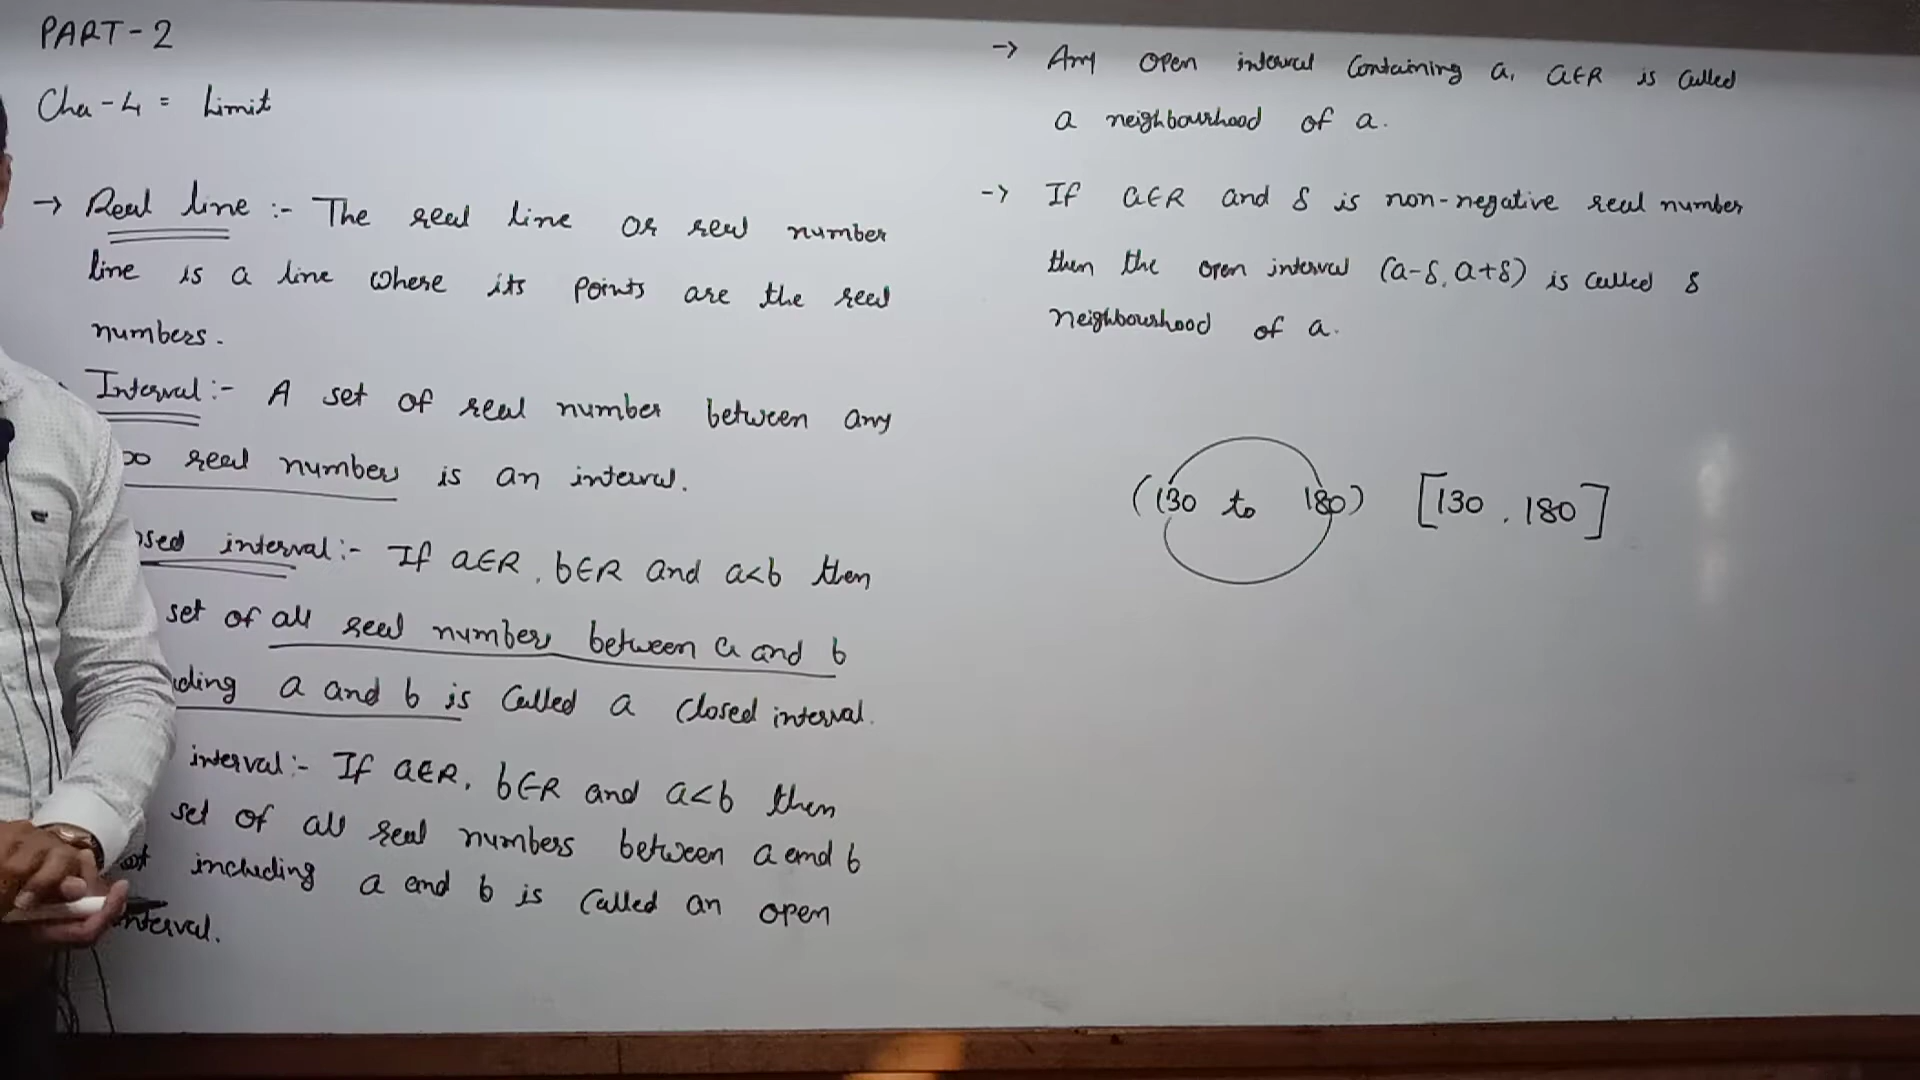 PART-2
Cha-4 = Limit
→ Real line :- The real line or real number
line is a line where its points are the real
numbers.
Interval :- A set of real number between any
real numbers is an interval.
interval :- If a∈R, b∈R and a<b then
set of all real number between a and b
a and b is called a closed interval.
interval :- If a∈R, b∈R and a<b then
set of all real numbers between a and b
including a and b is called an open
interval.
→ Any open interval containing a, a∈R is called
a neighbourhood of a.
→ If a∈R and δ is non-negative real number
then the open interval (a-δ, a+δ) is called δ
neighbourhood of a.
(130 to 180) [130, 180]